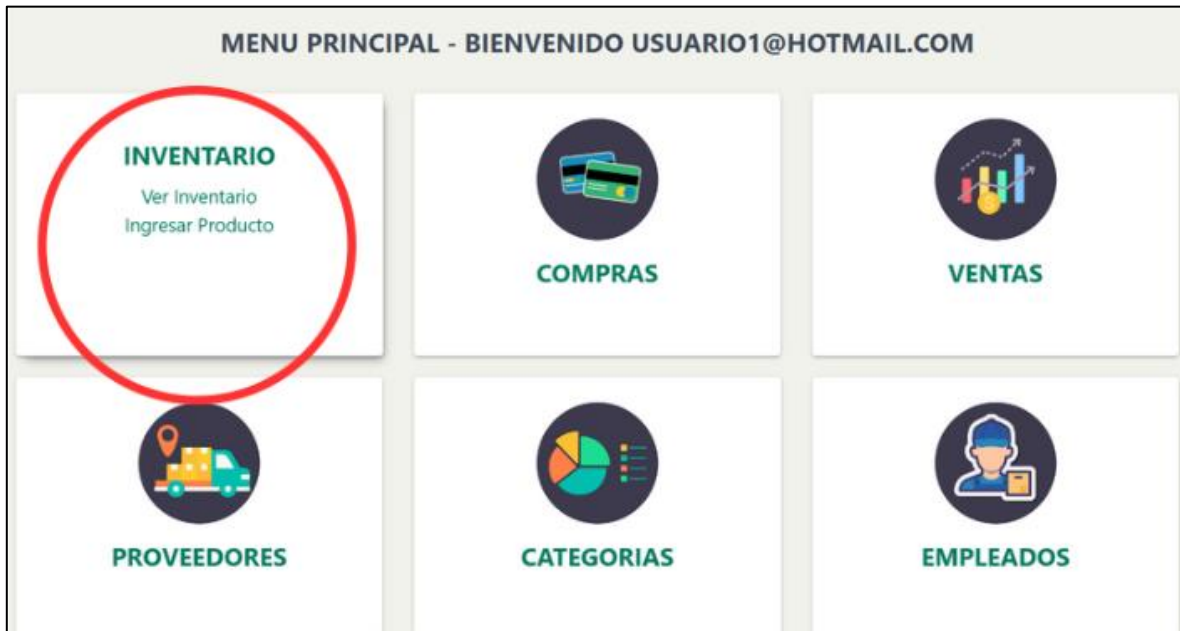 MENU PRINCIPAL - BIENVENIDO USUARIO1@HOTMAIL.COM
INVENTARIO
Ver Inventario
Ingresar Producto
COMPRAS
VENTAS
PROVEEDORES
CATEGORIAS
EMPLEADOS